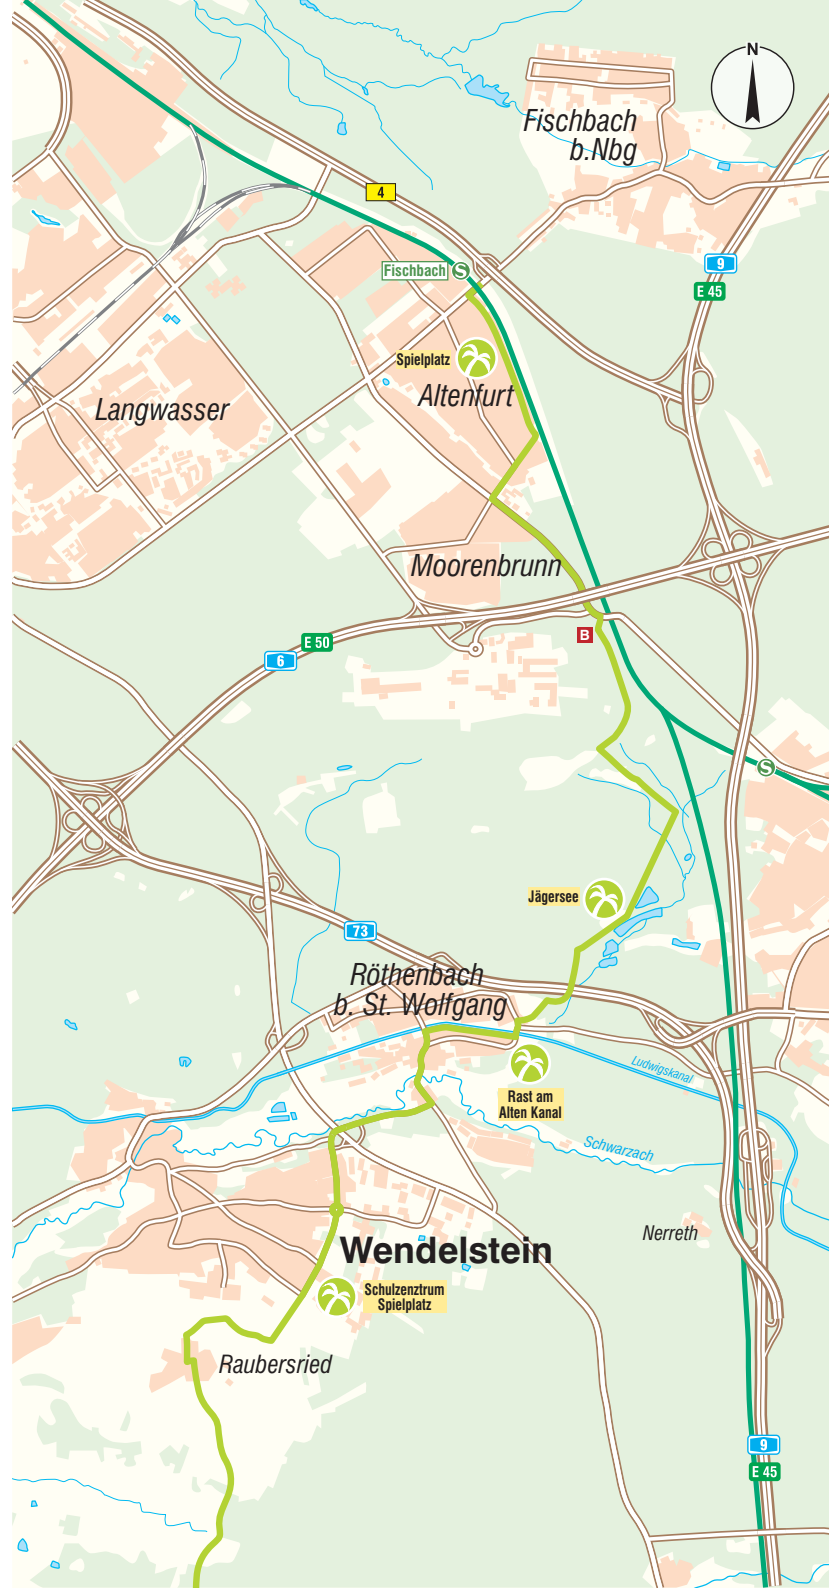 N
Fischbach
b.Nbg
4
9
E 45
Fischbach
S
Spielplatz
Altenfurt
Langwasser
Moorenbrunn
B
E 50
6
S
Jägersee
73
Röthenbach
b. St. Wolfgang
Ludwigskanal
Rast am
Alten Kanal
Schwarzach
Nerreth
Wendelstein
Schulzenztrum
Spielplatz
Raubersried
9
E 45